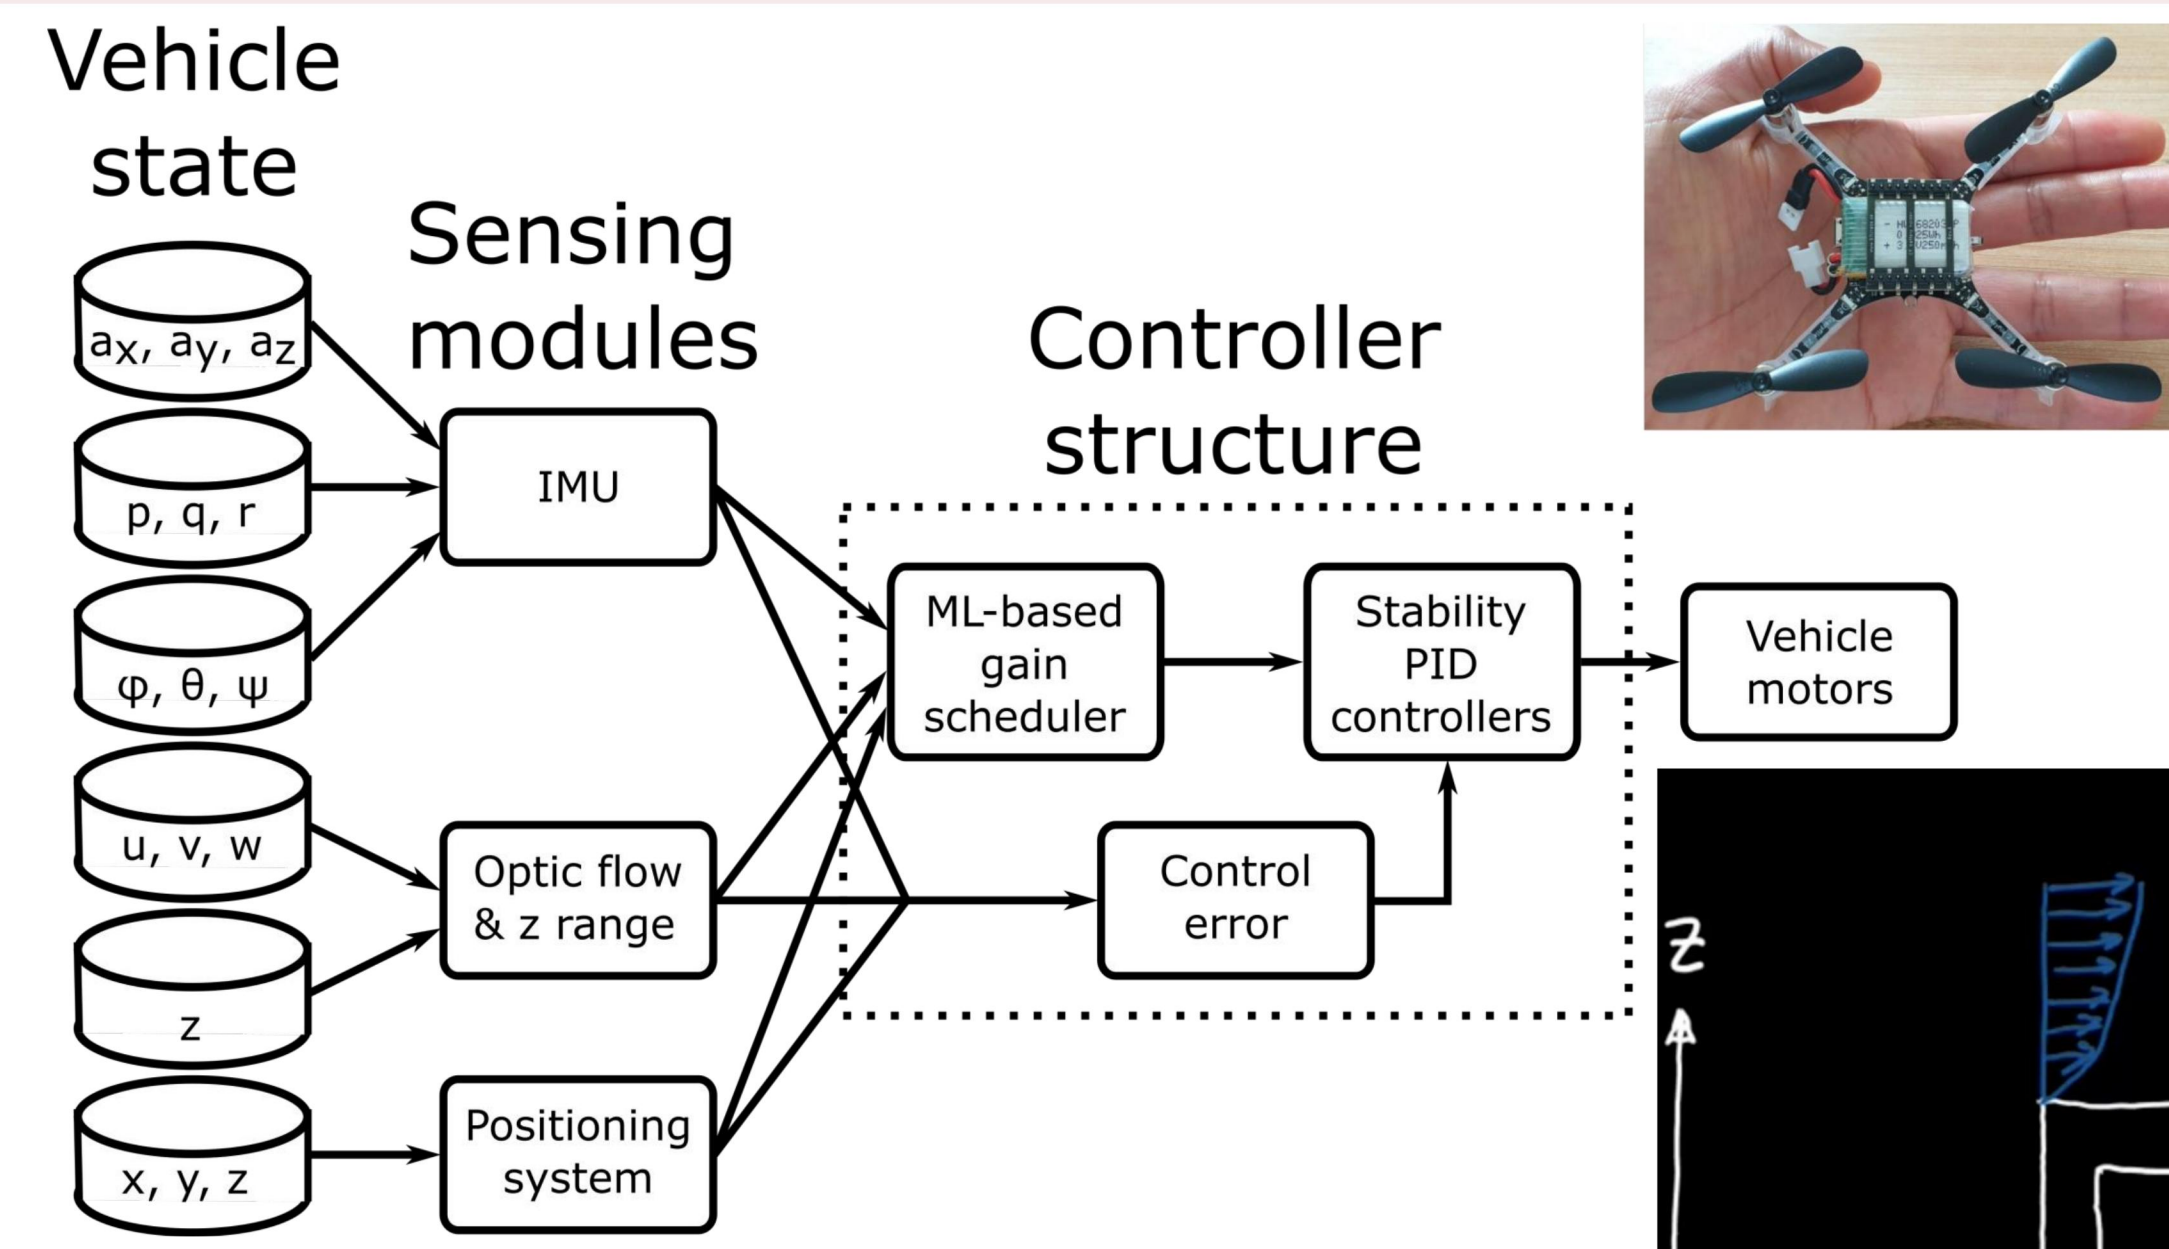 Vehicle
state
Sensing
modules
Controller
structure
ax, ay, az
p, q, r
φ, θ, ψ
u, v, w
z
x, y, z
IMU
Optic flow
& z range
Positioning
system
ML-based
gain
scheduler
Stability
PID
controllers
Control
error
Vehicle
motors
z